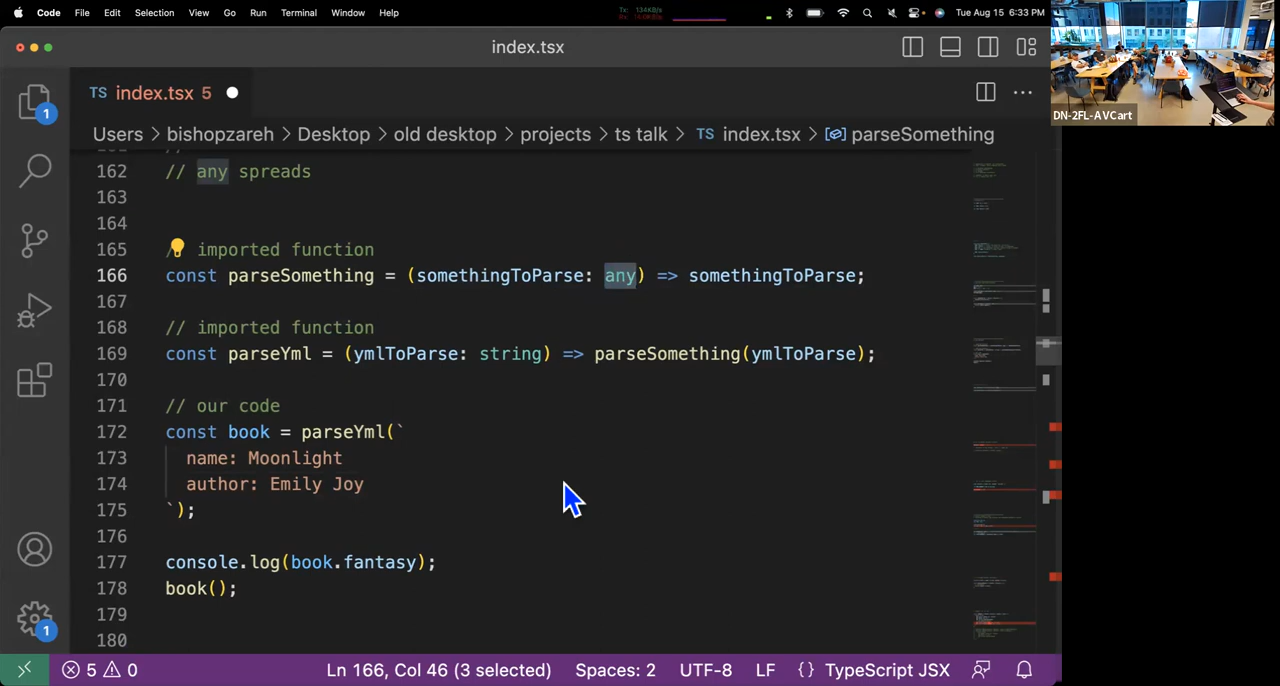 Code File Edit Selection View Go Run Terminal Window Help Tue Aug 15 6:33 PM
index.tsx
TS index.tsx 5
DN-2FL-AVCart
Users > bishopzareh > Desktop > old desktop > projects > ts talk > TS index.tsx > parseSomething
162 // any spreads
163
164
165 // imported function
166 const parseSomething = (somethingToParse: any) => somethingToParse;
167
168 // imported function
169 const parseYml = (ymlToParse: string) => parseSomething(ymlToParse);
170
171 // our code
172 const book = parseYml(`
173 name: Moonlight
174 author: Emily Joy
175 `);
176
177 console.log(book.fantasy);
178 book();
179
180
1
1
5 0 Ln 166, Col 46 (3 selected) Spaces: 2 UTF-8 LF {} TypeScript JSX